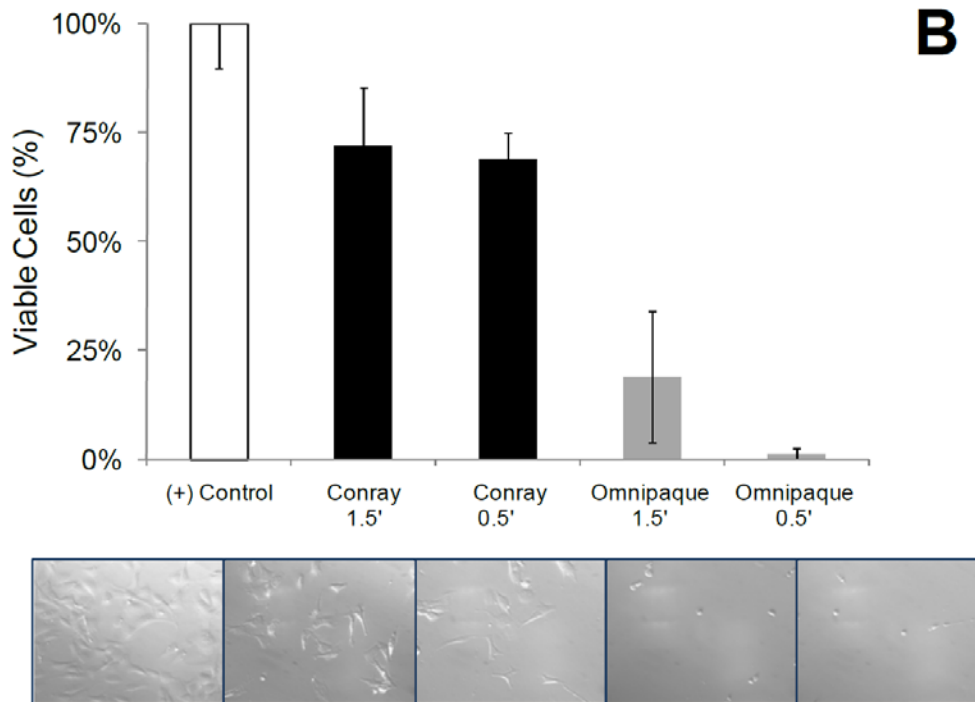 B
Viable Cells (%)
100%
75%
50%
25%
0%
(+) Control
Conray
1.5'
Conray
0.5'
Omnipaque
1.5'
Omnipaque
0.5'